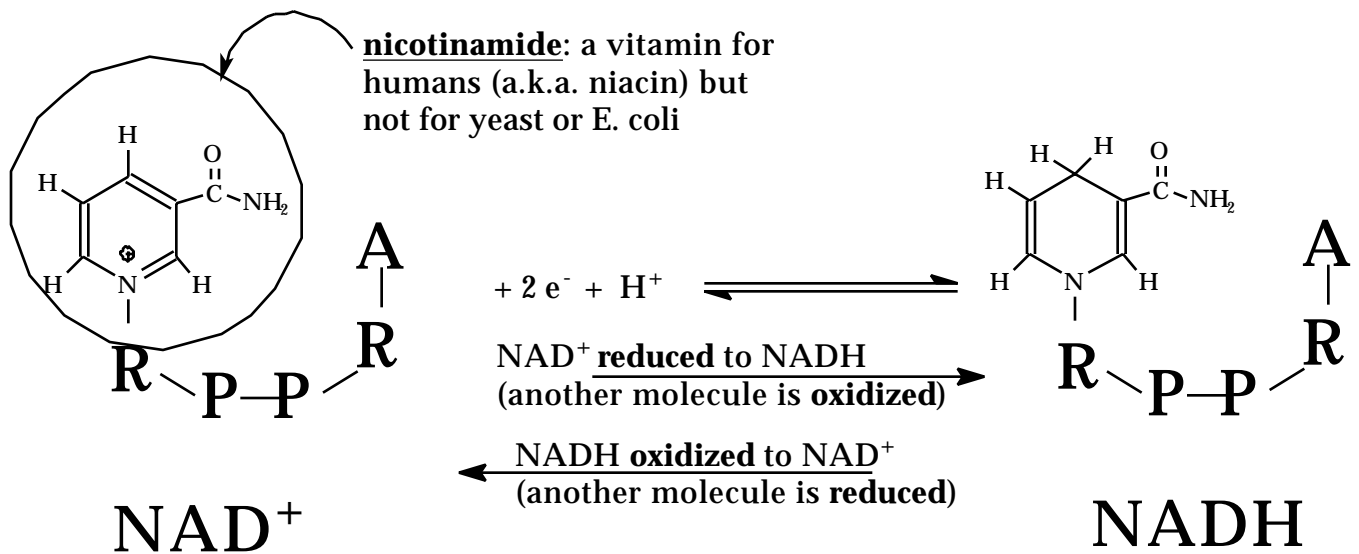 nicotinamide: a vitamin for
humans (a.k.a. niacin) but
not for yeast or E. coli
H
H
O
C
NH₂
H
N
+
H
R
P
P
R
A
+ 2 e⁻ + H⁺
NAD⁺ reduced to NADH
(another molecule is oxidized)
NADH oxidized to NAD⁺
(another molecule is reduced)
H
H
H
O
C
NH₂
H
N
H
R
P
P
R
A
NAD⁺
NADH